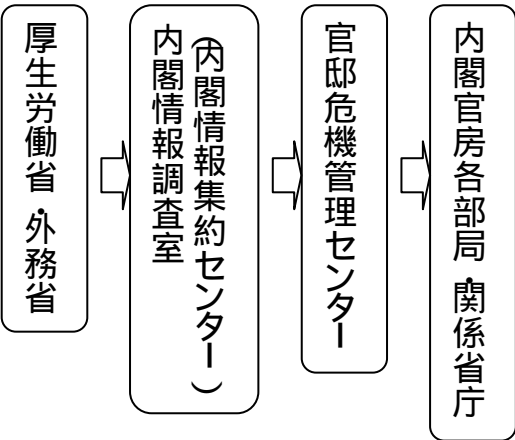 厚生労働省・外務省
内閣情報調査室
(内閣情報集約センター)
官邸危機管理センター
内閣官房各部局・関係省庁